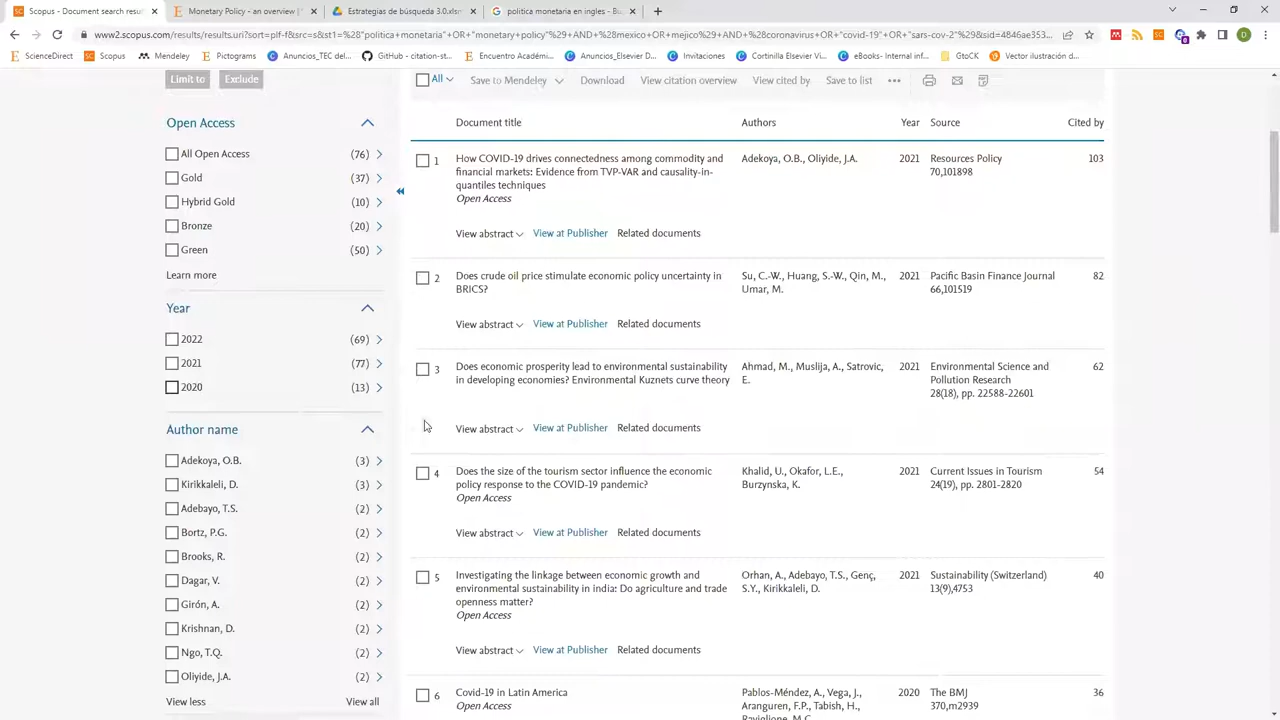 Scopus - Document search result
Monetary Policy - an overview |
Estrategias de búsqueda 3.0.xlsm
politica monetaria en ingles - Bu
www2.scopus.com/results/results.uri?sort=plf-f&src=s&st1=%28"politica+monetaria"+OR+"monetary+policy"%29+AND+%28mexico+OR+mejico%29+AND+%28coronavirus+OR+"covid-19"+OR+"sars-cov-2"%29&sid=4846ae353...
ScienceDirect
Scopus
Mendeley
Pictograms
Anuncios_TEC del...
GitHub - citation-st...
Encuentro Académi...
Anuncios_Elsevier D...
Invitaciones
Cortinilla Elsevier Vi...
eBooks- Internal inf...
GtoCK
Vector ilustración d...
Limit to
Exclude
All
Save to Mendeley
Download
View citation overview
View cited by
Save to list
•••
Open Access
All Open Access (76)
Gold (37)
Hybrid Gold (10)
Bronze (20)
Green (50)
Learn more
Year
2022 (69)
2021 (77)
2020 (13)
Author name
Adekoya, O.B. (3)
Kirikkaleli, D. (3)
Adebayo, T.S. (2)
Bortz, P.G. (2)
Brooks, R. (2)
Dagar, V. (2)
Girón, A. (2)
Krishnan, D. (2)
Ngo, T.Q. (2)
Oliyide, J.A. (2)
View less View all
Document title Authors Year Source Cited by
1 How COVID-19 drives connectedness among commodity and Adekoya, O.B., Oliyide, J.A. 2021 Resources Policy 103
financial markets: Evidence from TVP-VAR and causality-in- 70,101898
quantiles techniques
Open Access
View abstract View at Publisher Related documents
2 Does crude oil price stimulate economic policy uncertainty in Su, C.-W., Huang, S.-W., Qin, M., 2021 Pacific Basin Finance Journal 82
BRICS? Umar, M. 66,101519
View abstract View at Publisher Related documents
3 Does economic prosperity lead to environmental sustainability Ahmad, M., Muslija, A., Satrovic, 2021 Environmental Science and 62
in developing economies? Environmental Kuznets curve theory E. Pollution Research
28(18), pp. 22588-22601
View abstract View at Publisher Related documents
4 Does the size of the tourism sector influence the economic Khalid, U., Okafor, L.E., 2021 Current Issues in Tourism 54
policy response to the COVID-19 pandemic? Burzynska, K. 24(19), pp. 2801-2820
Open Access
View abstract View at Publisher Related documents
5 Investigating the linkage between economic growth and Orhan, A., Adebayo, T.S., Genç, 2021 Sustainability (Switzerland) 40
environmental sustainability in india: Do agriculture and trade S.Y., Kirikkaleli, D. 13(9),4753
openness matter?
Open Access
View abstract View at Publisher Related documents
6 Covid-19 in Latin America Pablos-Méndez, A., Vega, J., 2020 The BMJ 36
Open Access Aranguren, F.P., Tabish, H., 370,m2939
Raviglione, M.C.